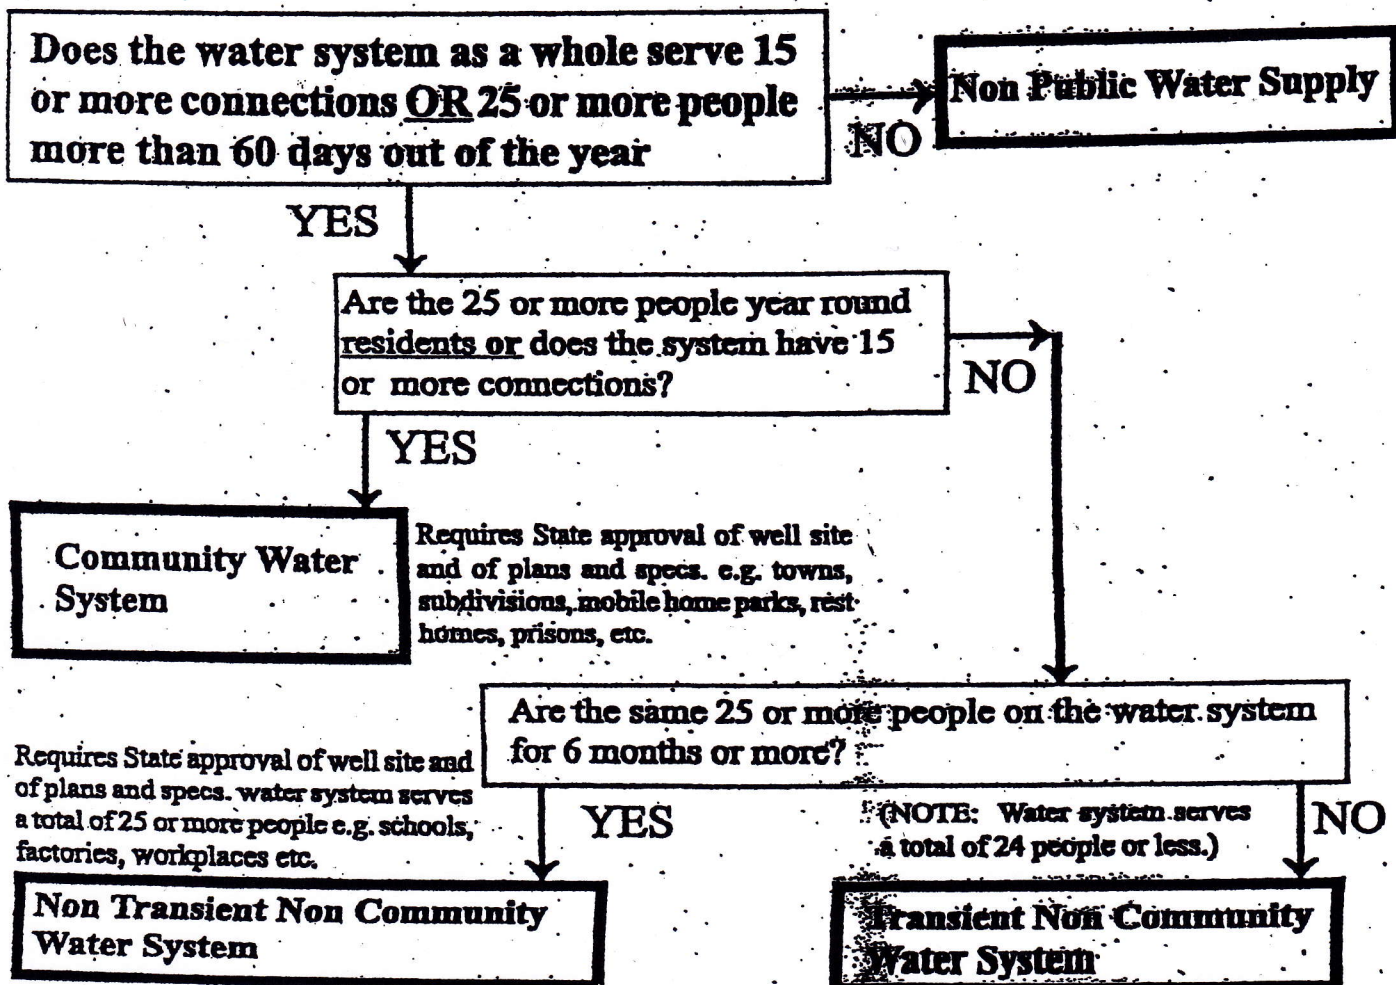 Does the water system as a whole serve 15
or more connections OR 25 or more people
more than 60 days out of the year
NO
Non Public Water Supply
YES
Are the 25 or more people year round
residents or does the system have 15
or more connections?
NO
YES
Community Water
System
Requires State approval of well site
and of plans and specs. e.g. towns,
subdivisions, mobile home parks, rest
homes, prisons, etc.
Are the same 25 or more people on the water system
for 6 months or more?
Requires State approval of well site and
of plans and specs. water system serves
a total of 25 or more people e.g. schools,
factories, workplaces etc.
YES
(NOTE: Water system serves
a total of 24 people or less.)
NO
Non Transient Non Community
Water System
Transient Non Community
Water System